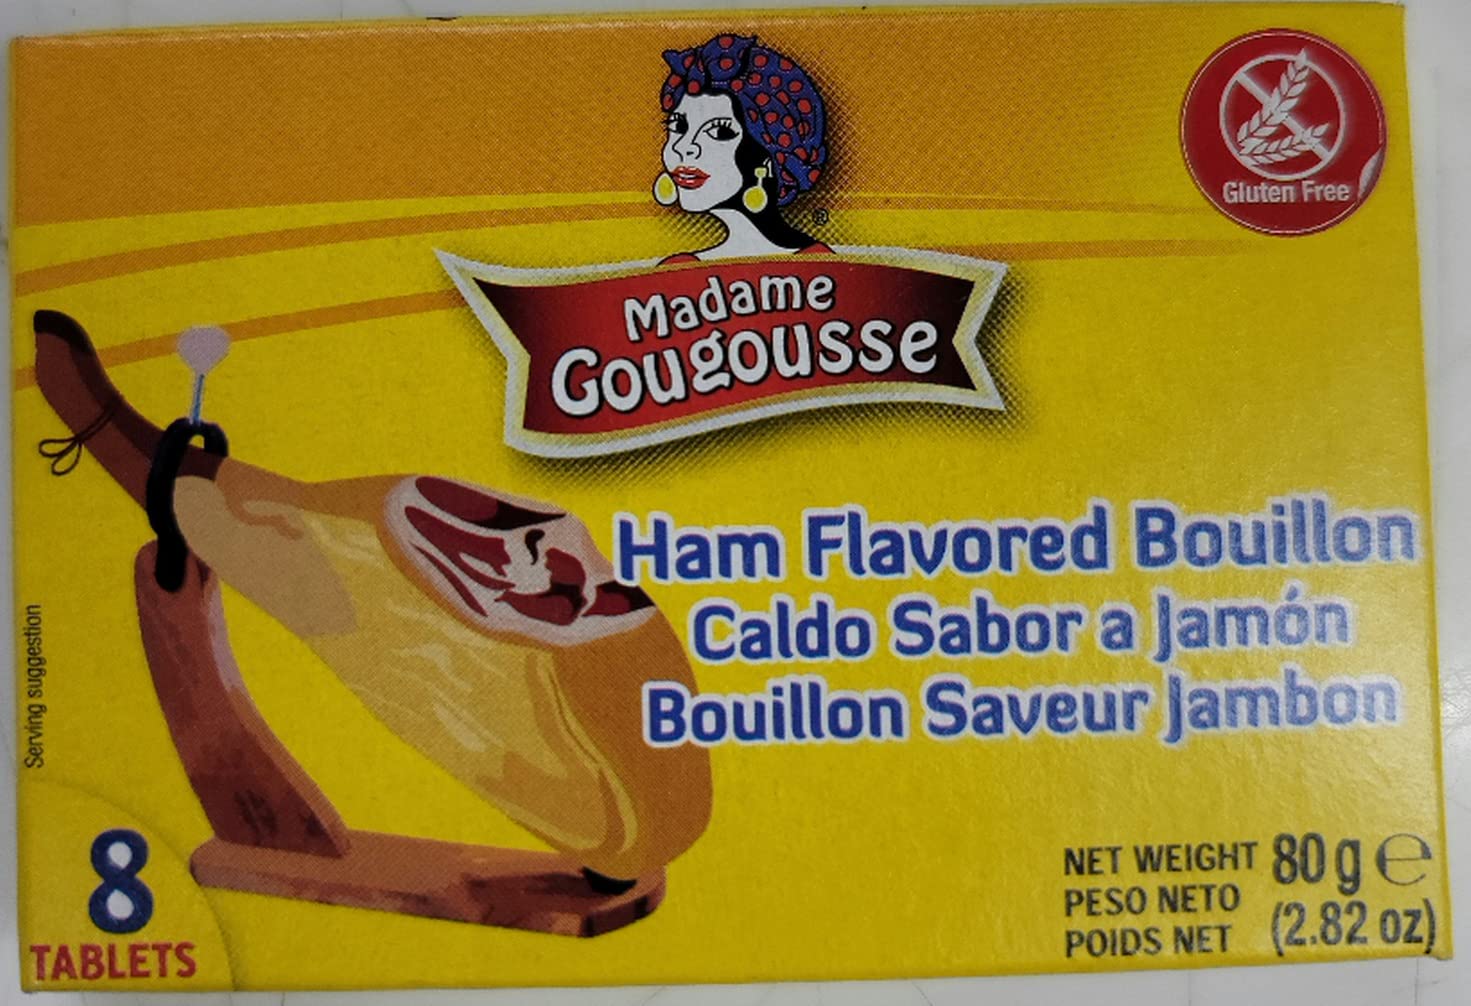 Gluten Free
®
Madame
Gougousse
Ham Flavored Bouillon
Caldo Sabor a Jamón
Bouillon Saveur Jambon
Serving suggestion
8
TABLETS
NET WEIGHT
PESO NETO
POIDS NET
80 g ℮
(2.82 oz)